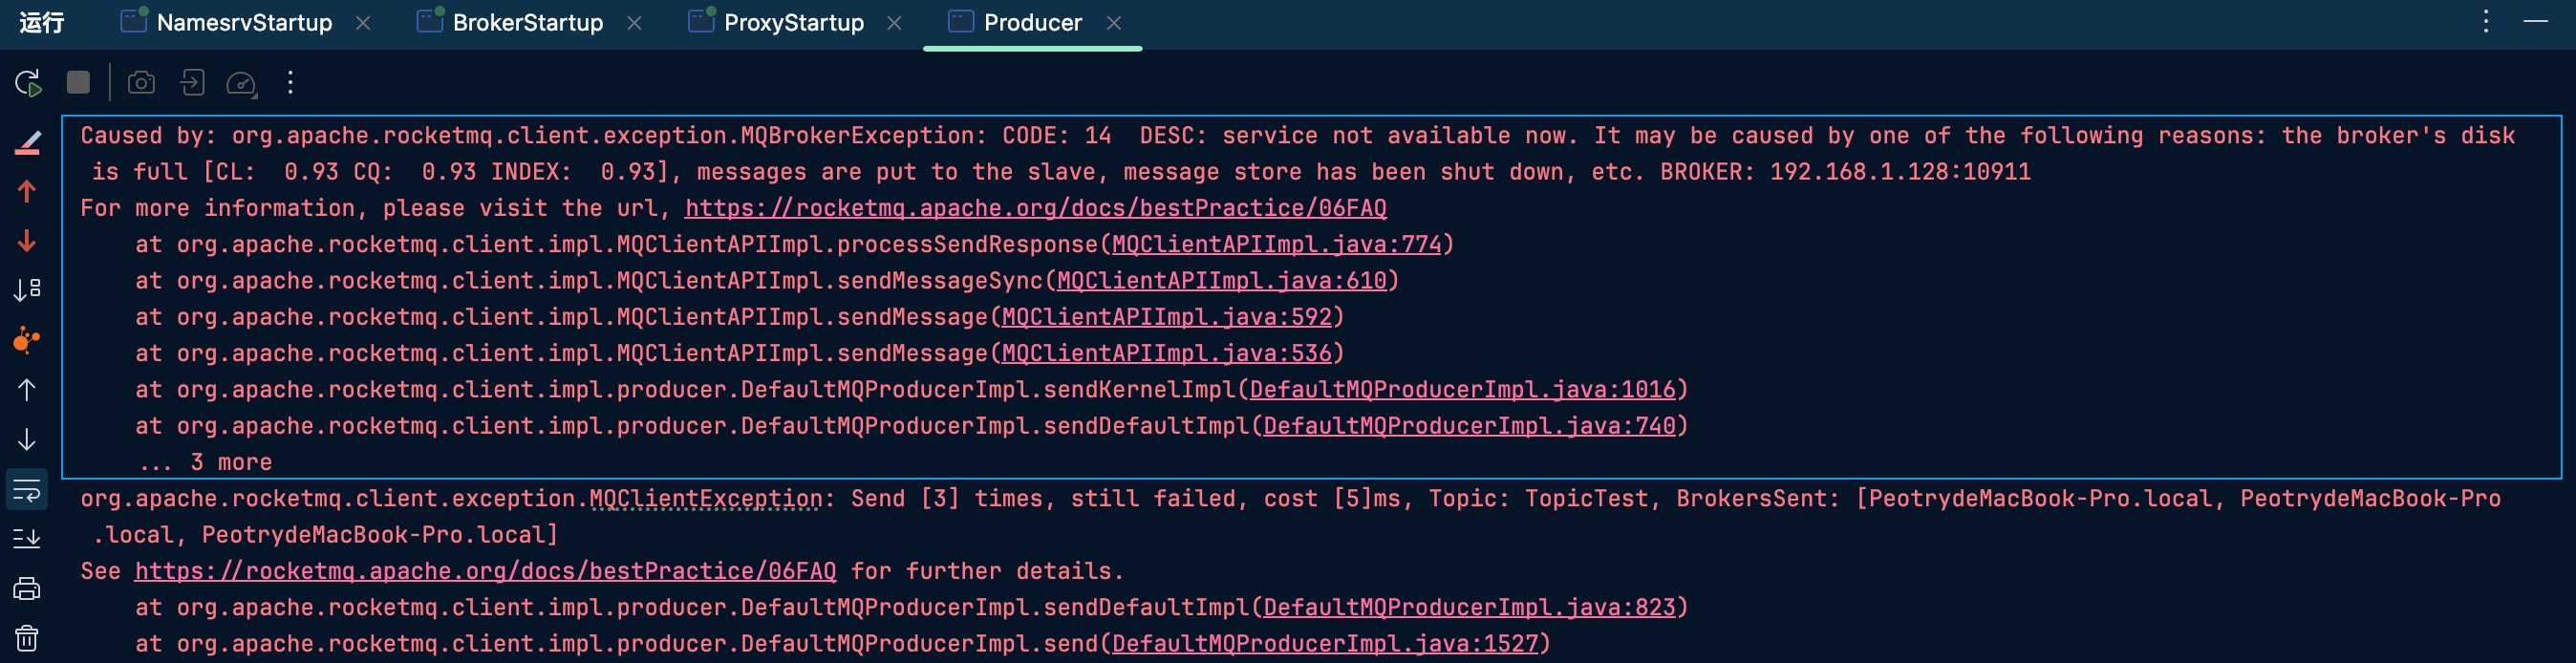 运行 NamesrvStartup BrokerStartup ProxyStartup Producer
Caused by: org.apache.rocketmq.client.exception.MQBrokerException: CODE: 14  DESC: service not available now. It may be caused by one of the following reasons: the broker's disk
is full [CL:  0.93 CQ:  0.93 INDEX:  0.93], messages are put to the slave, message store has been shut down, etc. BROKER: 192.168.1.128:10911
For more information, please visit the url, https://rocketmq.apache.org/docs/bestPractice/06FAQ
at org.apache.rocketmq.client.impl.MQClientAPIImpl.processSendResponse(MQClientAPIImpl.java:774)
at org.apache.rocketmq.client.impl.MQClientAPIImpl.sendMessageSync(MQClientAPIImpl.java:610)
at org.apache.rocketmq.client.impl.MQClientAPIImpl.sendMessage(MQClientAPIImpl.java:592)
at org.apache.rocketmq.client.impl.MQClientAPIImpl.sendMessage(MQClientAPIImpl.java:536)
at org.apache.rocketmq.client.impl.producer.DefaultMQProducerImpl.sendKernelImpl(DefaultMQProducerImpl.java:1016)
at org.apache.rocketmq.client.impl.producer.DefaultMQProducerImpl.sendDefaultImpl(DefaultMQProducerImpl.java:740)
... 3 more
org.apache.rocketmq.client.exception.MQClientException: Send [3] times, still failed, cost [5]ms, Topic: TopicTest, BrokersSent: [PeotrydeMacBook-Pro.local, PeotrydeMacBook-Pro
.local, PeotrydeMacBook-Pro.local]
See https://rocketmq.apache.org/docs/bestPractice/06FAQ for further details.
at org.apache.rocketmq.client.impl.producer.DefaultMQProducerImpl.sendDefaultImpl(DefaultMQProducerImpl.java:823)
at org.apache.rocketmq.client.impl.producer.DefaultMQProducerImpl.send(DefaultMQProducerImpl.java:1527)